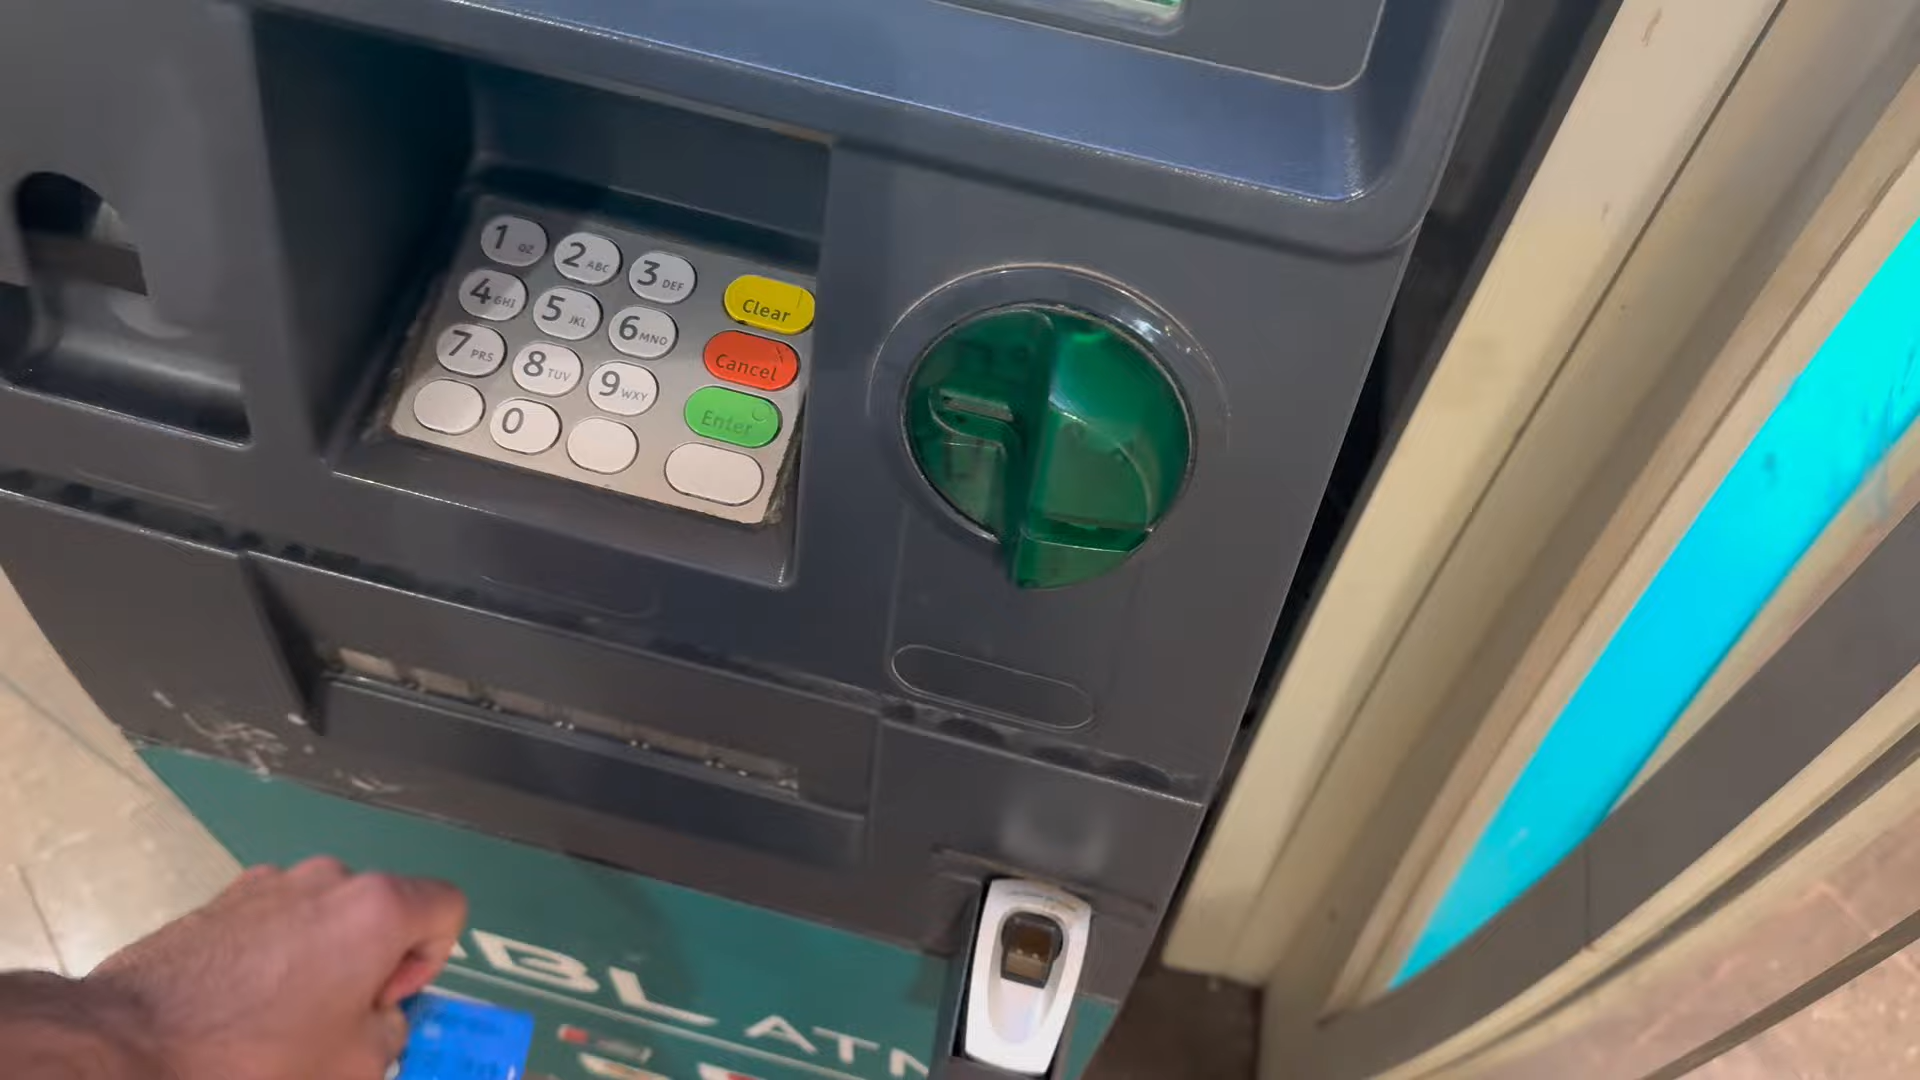 1 QZ 2 ABC 3 DEF
Clear
4 GHI 5 JKL 6 MNO
Cancel
7 PRS 8 TUV 9 WXY
Enter
0
ABL ATM